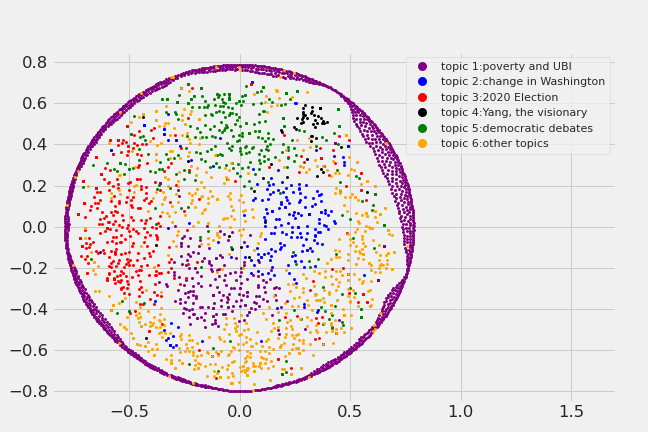 0.8
0.6
0.4
0.2
0.0
−0.2
−0.4
−0.6
−0.8
−0.5
0.0
0.5
1.0
1.5
topic 1:poverty and UBI
topic 2:change in Washington
topic 3:2020 Election
topic 4:Yang, the visionary
topic 5:democratic debates
topic 6:other topics